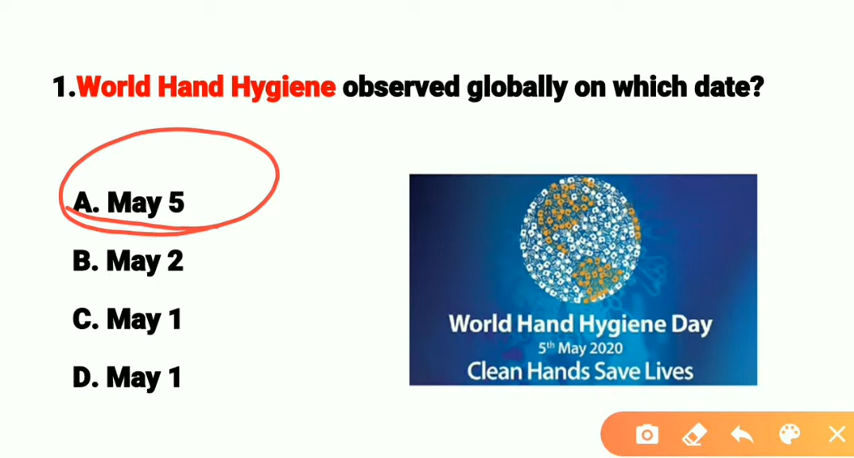 1.World Hand Hygiene observed globally on which date?
A. May 5
B. May 2
C. May 1
D. May 1
World Hand Hygiene Day
5th May 2020
Clean Hands Save Lives